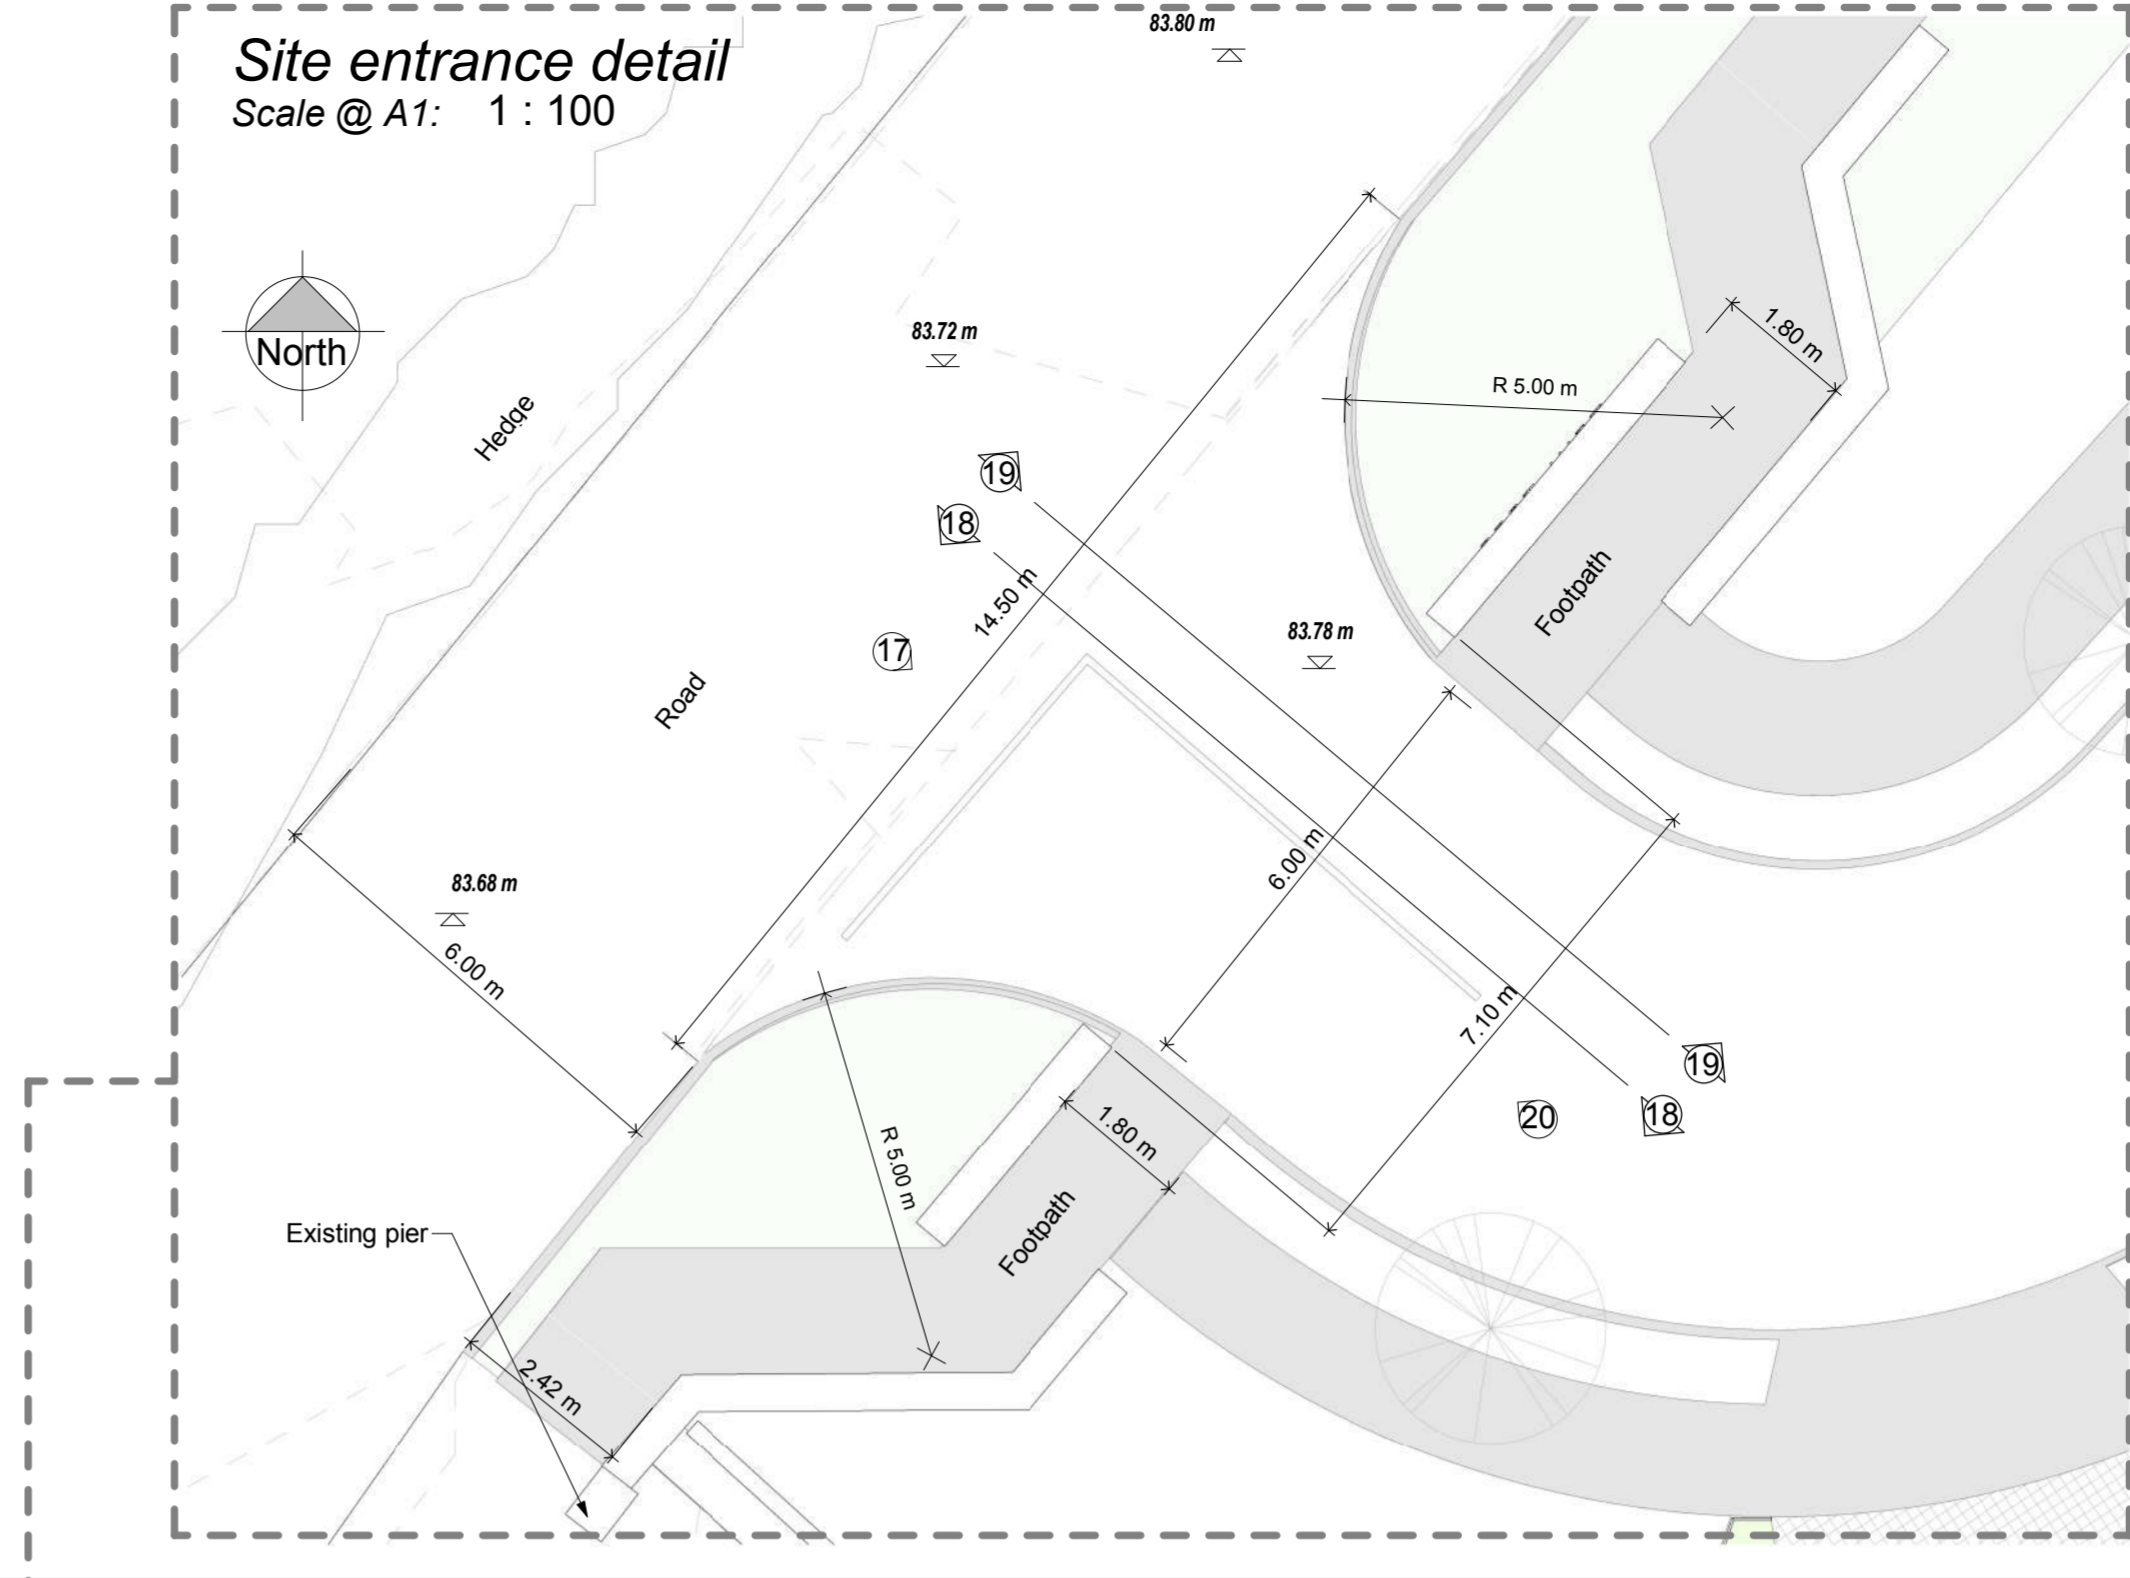 83.80 m
Site entrance detail
Scale @ A1: 1 : 100
North
83.72 m
1.80 m
R 5.00 m
Hedge
19
18
14.50 m
Footpath
83.78 m
17
Road
6.00 m
83.68 m
6.00 m
7.10 m
19
18
20
1.80 m
R 5.00 m
Footpath
Existing pier
2.42 m